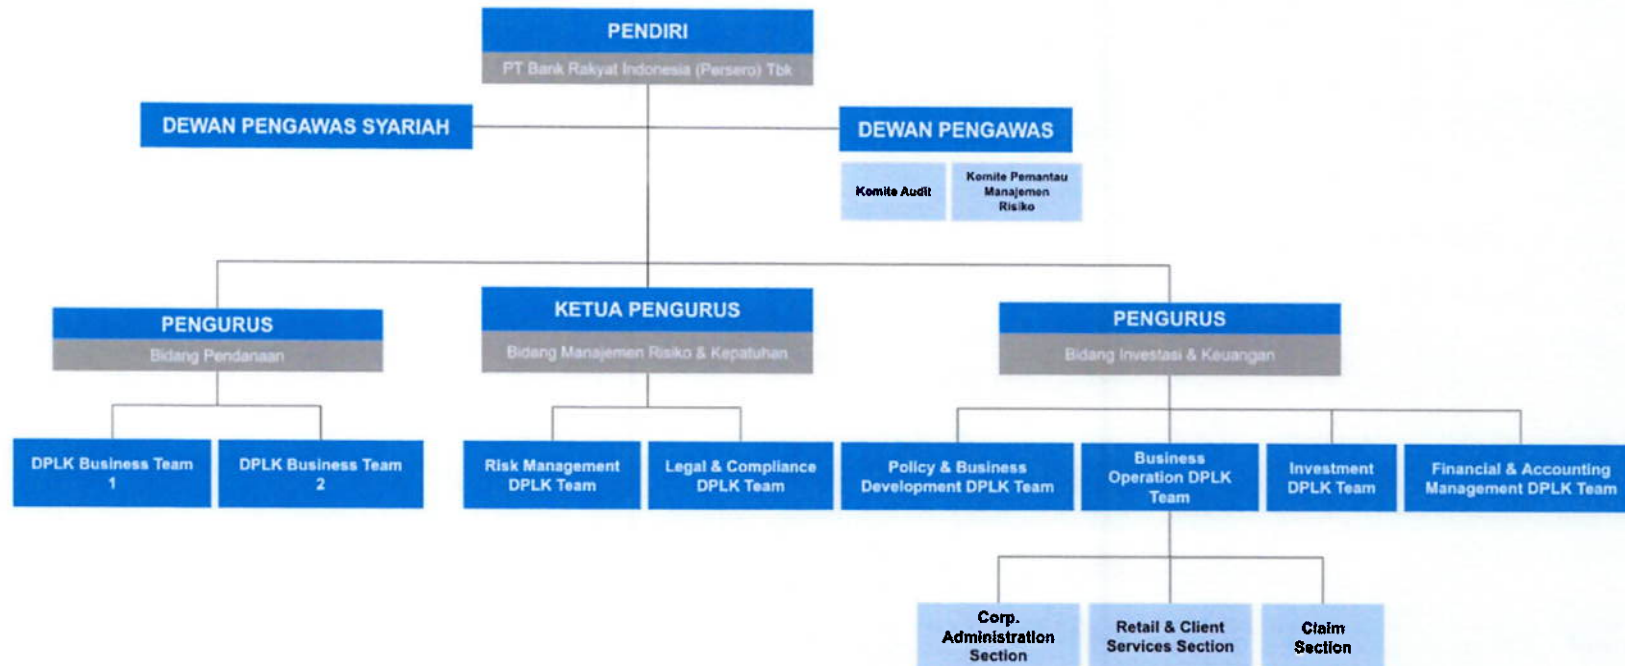 PENDIRI
PT Bank Rakyat Indonesia (Persero) Tbk
DEWAN PENGAWAS SYARIAH
DEWAN PENGAWAS
Komite Audit
Komite Pemantau
Manajemen
Risiko
PENGURUS
Bidang Pendanaan
KETUA PENGURUS
Bidang Manajemen Risiko & Kepatuhan
PENGURUS
Bidang Investasi & Keuangan
DPLK Business Team
1
DPLK Business Team
2
Risk Management
DPLK Team
Legal & Compliance
DPLK Team
Policy & Business
Development DPLK Team
Business
Operation DPLK
Team
Investment
DPLK Team
Financial & Accounting
Management DPLK Team
Corp.
Administration
Section
Retail & Client
Services Section
Claim
Section